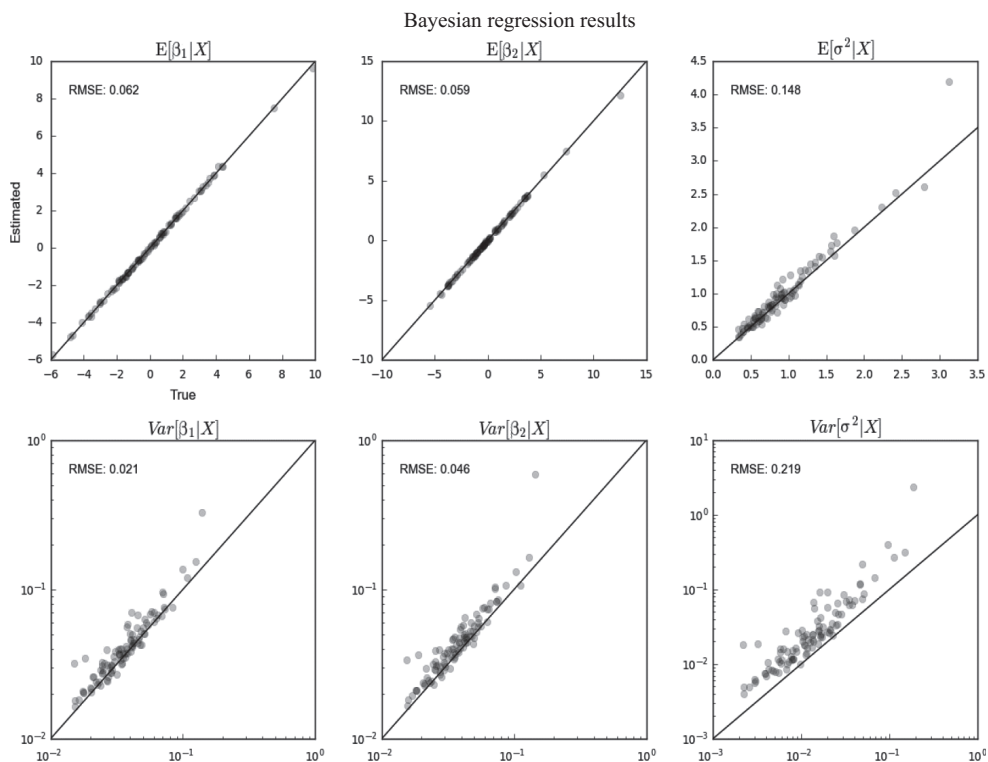 Bayesian regression results
E[β₁|X]
RMSE: 0.062
Estimated
True
10
8
6
4
2
0
−2
−4
−6
−6 −4 −2 0 2 4 6 8 10
E[β₂|X]
RMSE: 0.059
15
10
5
0
−5
−10
−10 −5 0 5 10 15
E[σ²|X]
RMSE: 0.148
4.5
4.0
3.5
3.0
2.5
2.0
1.5
1.0
0.5
0.0
0.0 0.5 1.0 1.5 2.0 2.5 3.0 3.5
Var[β₁|X]
RMSE: 0.021
10⁰
10⁻¹
10⁻²
10⁻² 10⁻¹ 10⁰
Var[β₂|X]
RMSE: 0.046
10⁰
10⁻¹
10⁻²
10⁻² 10⁻¹ 10⁰
Var[σ²|X]
RMSE: 0.219
10¹
10⁰
10⁻¹
10⁻²
10⁻³
10⁻³ 10⁻² 10⁻¹ 10⁰